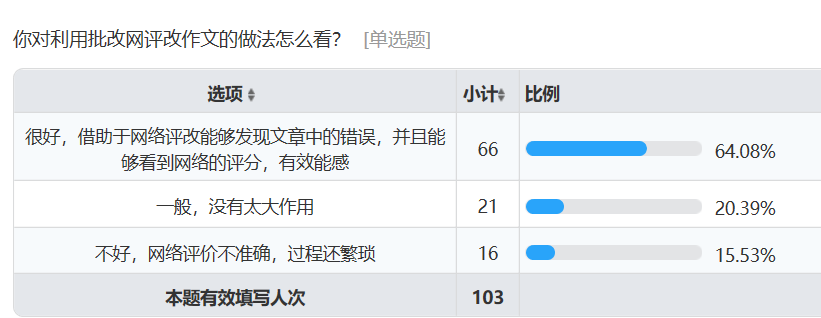 你对利用批改网评改作文的做法怎么看？ [单选题]
选项 小计 比例
很好，借助于网络评改能够发现文章中的错误，并且能
够看到网络的评分，有效能感 66 64.08%
一般，没有太大作用 21 20.39%
不好，网络评价不准确，过程还繁琐 16 15.53%
本题有效填写人次 103